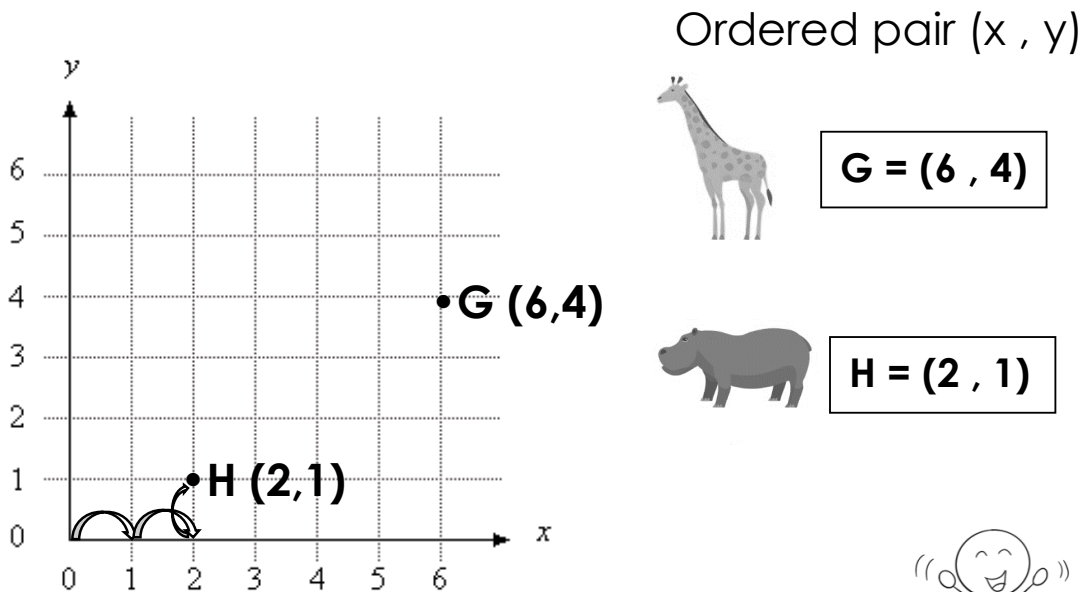 Ordered pair (x , y)
y
6
5
4
3
2
1
0
G (6,4)
H (2,1)
x
0 1 2 3 4 5 6
G = (6 , 4)
H = (2 , 1)